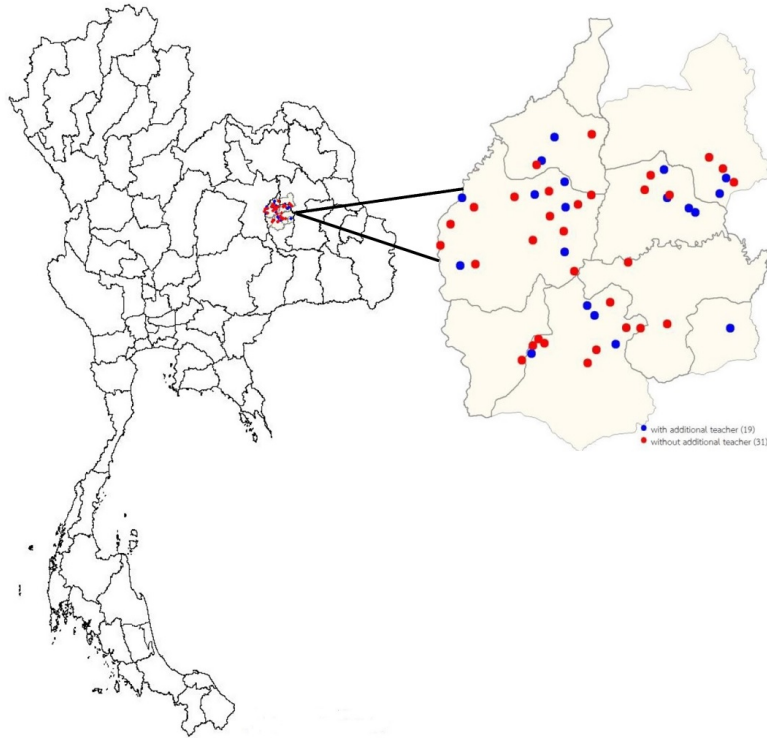 with additional teacher (19)
without additional teacher (31)